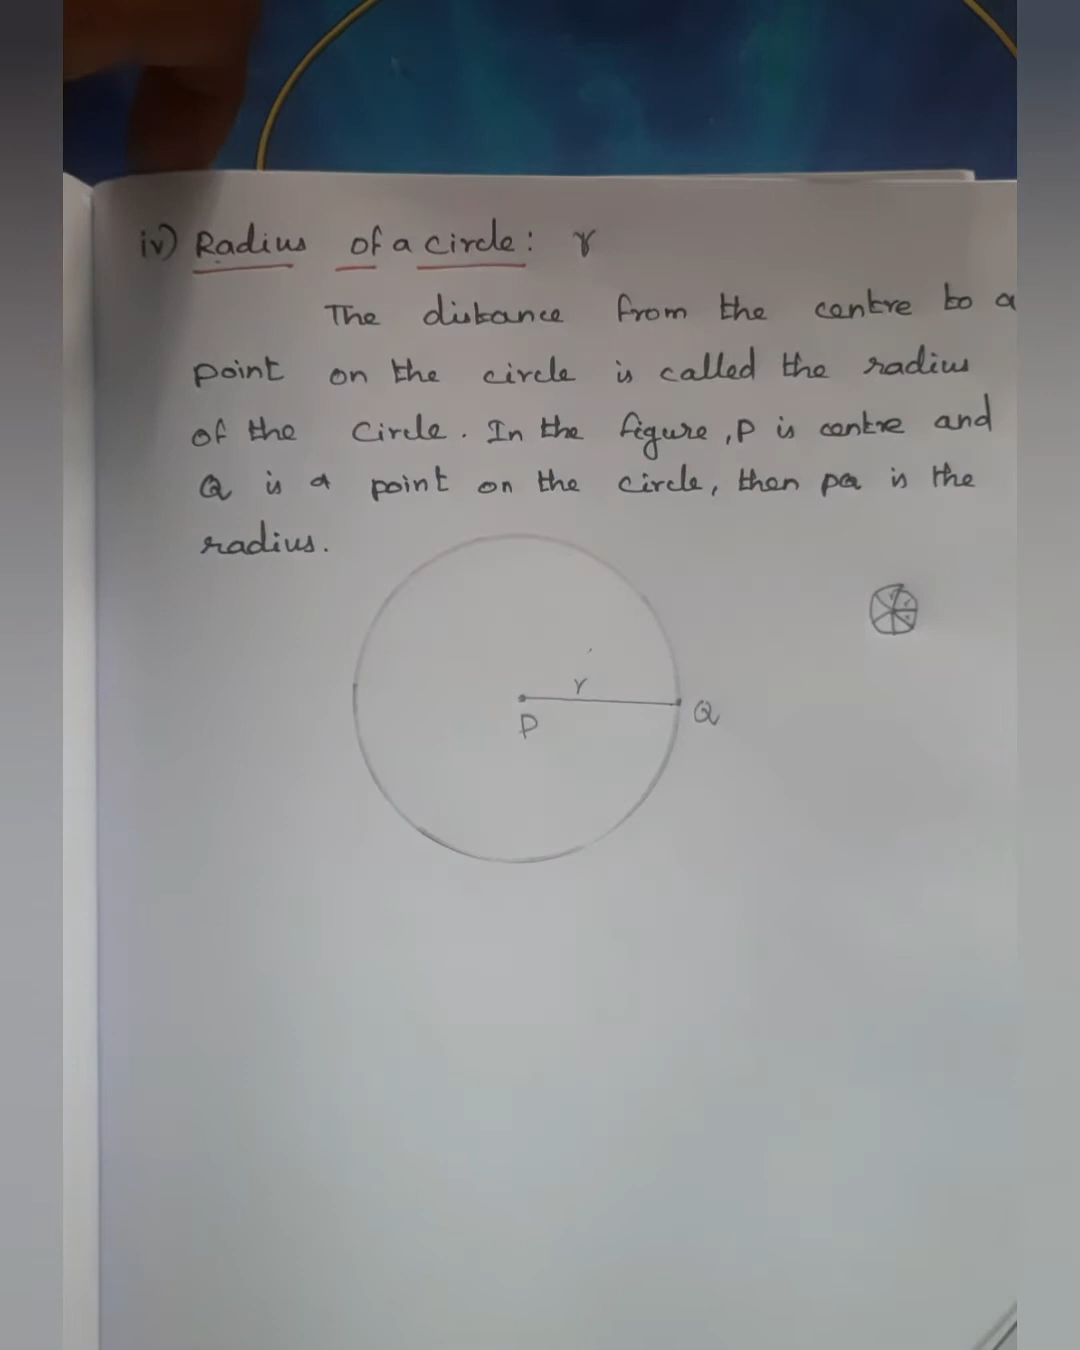 iv) Radius of a circle: r
The distance from the centre to a
point on the circle is called the radius
of the circle. In the figure, P is centre and
Q is a point on the circle, then PQ is the
radius.
r
P
Q